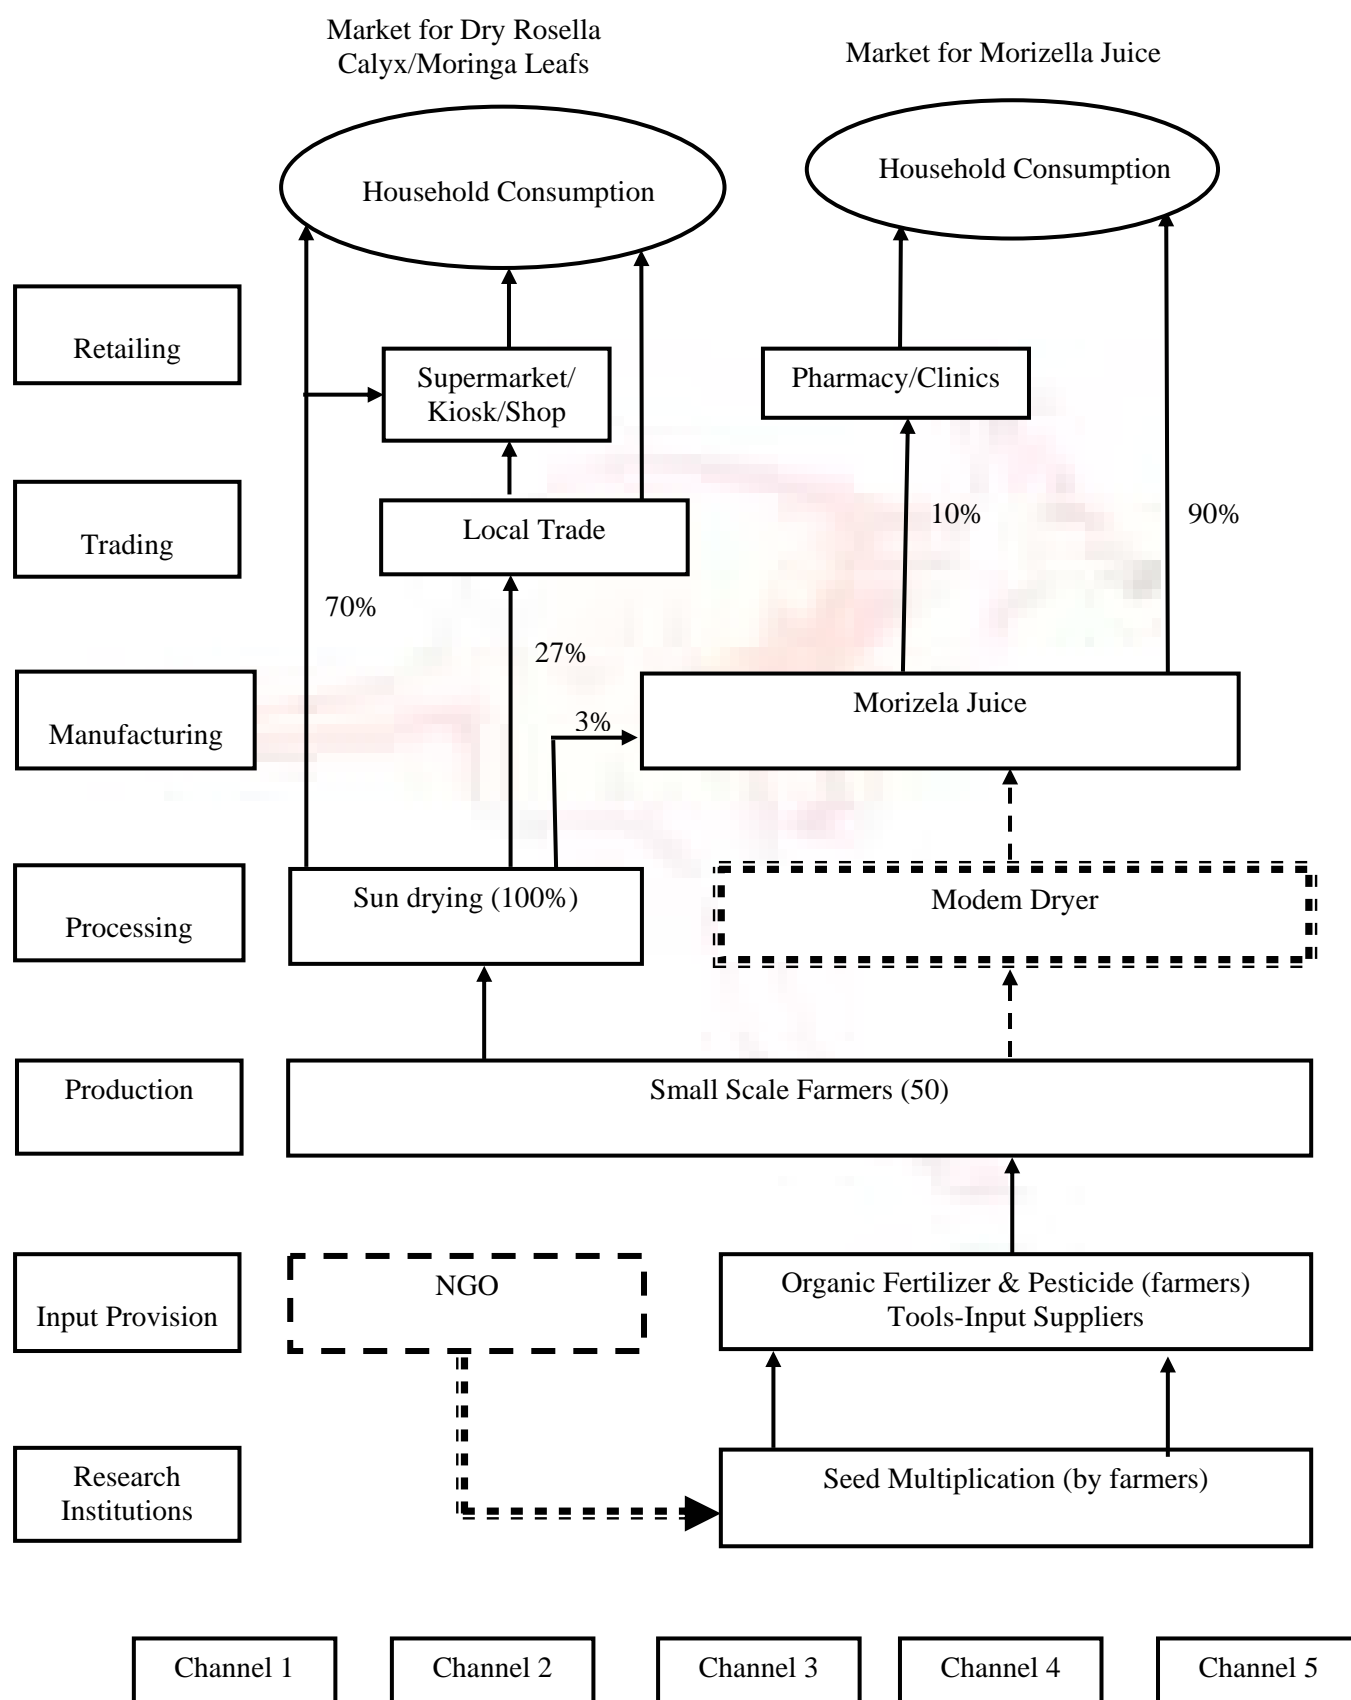 Market for Dry Rosella
Calyx/Moringa Leafs
Market for Morizella Juice
Household Consumption
Household Consumption
Retailing
Supermarket/
Kiosk/Shop
Pharmacy/Clinics
Trading
Local Trade
10%
90%
70%
27%
Manufacturing
3%
Morizela Juice
Processing
Sun drying (100%)
Modem Dryer
Production
Small Scale Farmers (50)
Input Provision
NGO
Organic Fertilizer & Pesticide (farmers)
Tools-Input Suppliers
Research
Institutions
Seed Multiplication (by farmers)
Channel 1
Channel 2
Channel 3
Channel 4
Channel 5